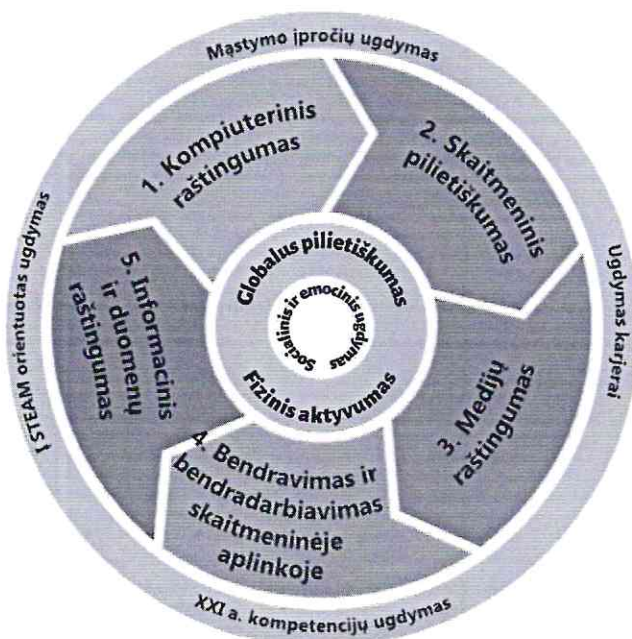 Mąstymo įpročių ugdymas
1. Kompiuterinis
raštingumas
2. Skaitmeninis
pilietiškumas
Ugdymas karjerai
3. Medijų
raštingumas
4. Bendravimas ir
bendradarbiavimas
skaitmeninėje
aplinkoje
XXI a. kompetencijų ugdymas
5. Informacinis
ir duomenų
raštingumas
Į STEAM orientuotas ugdymas
Globalus pilietiškumas
Socialinis ir emocinis ugdymas
Fizinis aktyvumas